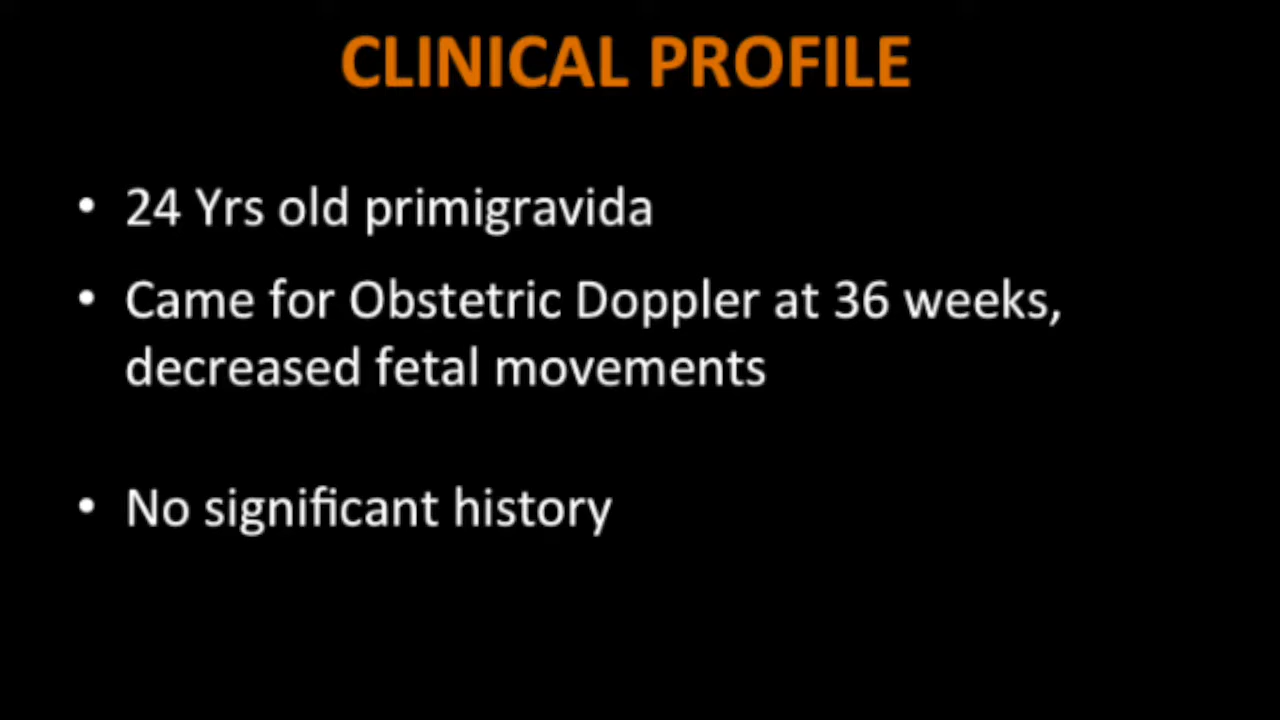 CLINICAL PROFILE
• 24 Yrs old primigravida
• Came for Obstetric Doppler at 36 weeks,
decreased fetal movements
• No significant history